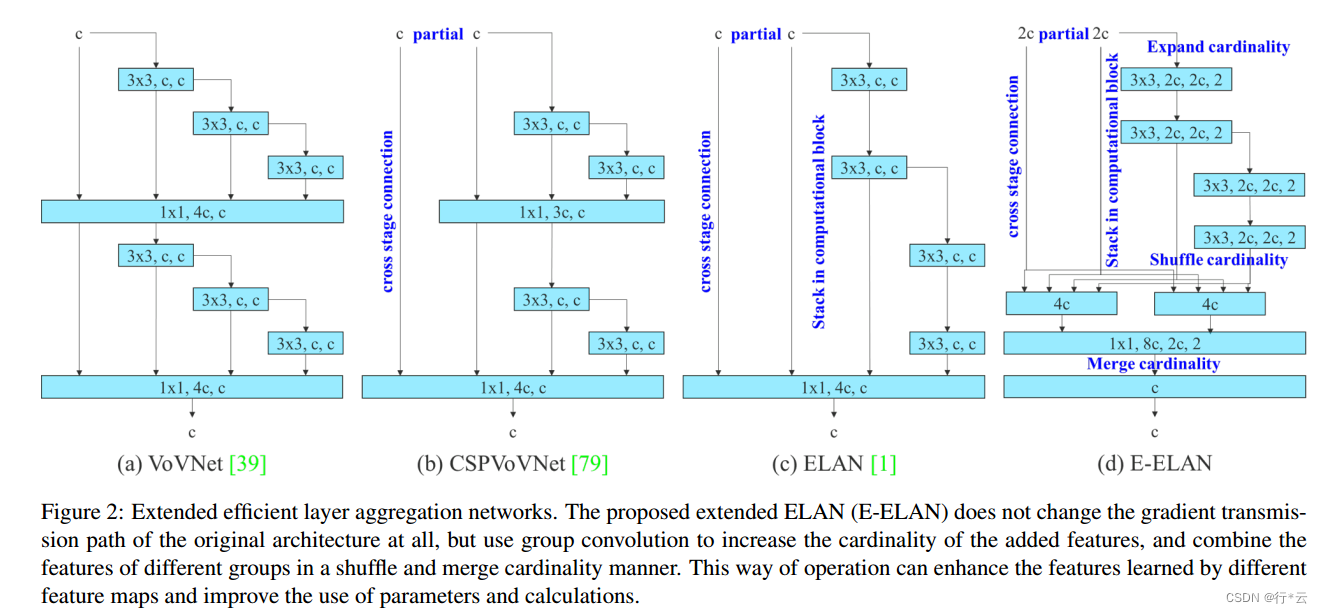 c
3x3, c, c
3x3, c, c
3x3, c, c
1x1, 4c, c
3x3, c, c
3x3, c, c
3x3, c, c
1x1, 4c, c
c
(a) VoVNet [39]
c partial c
cross stage connection
3x3, c, c
3x3, c, c
1x1, 3c, c
3x3, c, c
3x3, c, c
1x1, 4c, c
c
(b) CSPVoVNet [79]
c partial c
cross stage connection
Stack in computational block
3x3, c, c
3x3, c, c
3x3, c, c
3x3, c, c
1x1, 4c, c
c
(c) ELAN [1]
2c partial 2c
cross stage connection
Stack in computational block
Expand cardinality
3x3, 2c, 2c, 2
3x3, 2c, 2c, 2
3x3, 2c, 2c, 2
3x3, 2c, 2c, 2
Shuffle cardinality
4c
4c
1x1, 8c, 2c, 2
Merge cardinality
c
c
(d) E-ELAN
Figure 2: Extended efficient layer aggregation networks. The proposed extended ELAN (E-ELAN) does not change the gradient transmis-
sion path of the original architecture at all, but use group convolution to increase the cardinality of the added features, and combine the
features of different groups in a shuffle and merge cardinality manner. This way of operation can enhance the features learned by different
feature maps and improve the use of parameters and calculations.
CSDN @行*云